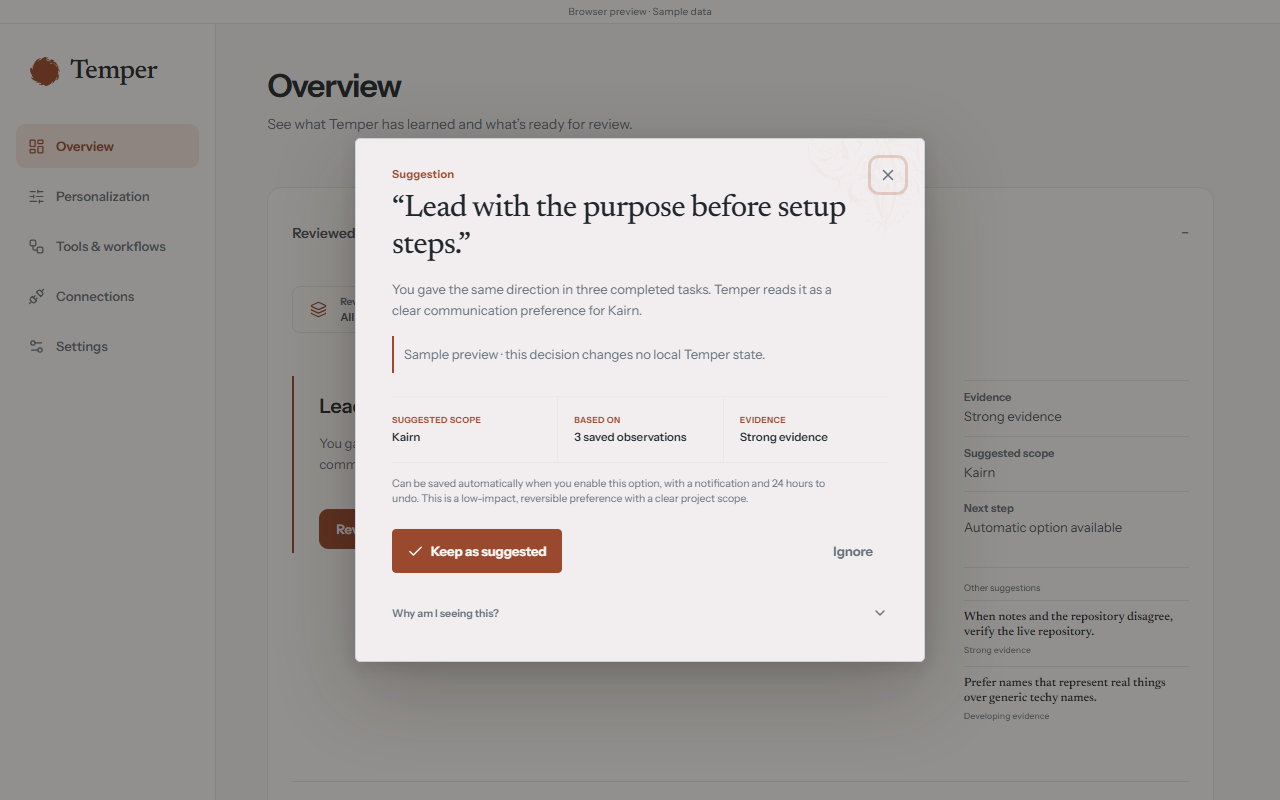 Browser preview · Sample data
Temper
Overview
Personalization
Tools & workflows
Connections
Settings
Overview
See what Temper has learned and what's ready for review.
Reviewed
–
Suggestion
“Lead with the purpose before setup
steps.”
You gave the same direction in three completed tasks. Temper reads it as a
clear communication preference for Kairn.
Sample preview · this decision changes no local Temper state.
SUGGESTED SCOPE
Kairn
BASED ON
3 saved observations
EVIDENCE
Strong evidence
Can be saved automatically when you enable this option, with a notification and 24 hours to
undo. This is a low-impact, reversible preference with a clear project scope.
Keep as suggested
Ignore
Why am I seeing this?
Evidence
Strong evidence
Suggested scope
Kairn
Next step
Automatic option available
Other suggestions
When notes and the repository disagree,
verify the live repository.
Strong evidence
Prefer names that represent real things
over generic techy names.
Developing evidence